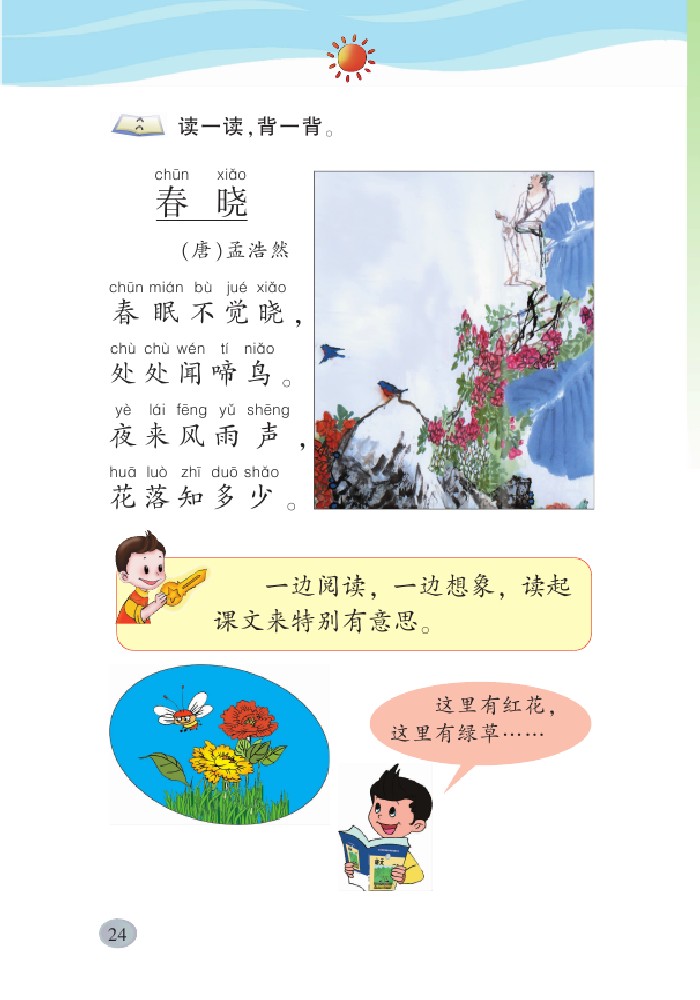 读一读，背一背。
chūn xiǎo
春 晓
(唐)孟浩然
chūn mián bù jué xiǎo
春眠不觉晓，
chù chù wén tí niǎo
处处闻啼鸟。
yè lái fēng yǔ shēng
夜来风雨声，
huā luò zhī duō shǎo
花落知多少。
一边阅读，一边想象，读起
课文来特别有意思。
这里有红花，
这里有绿草……
24